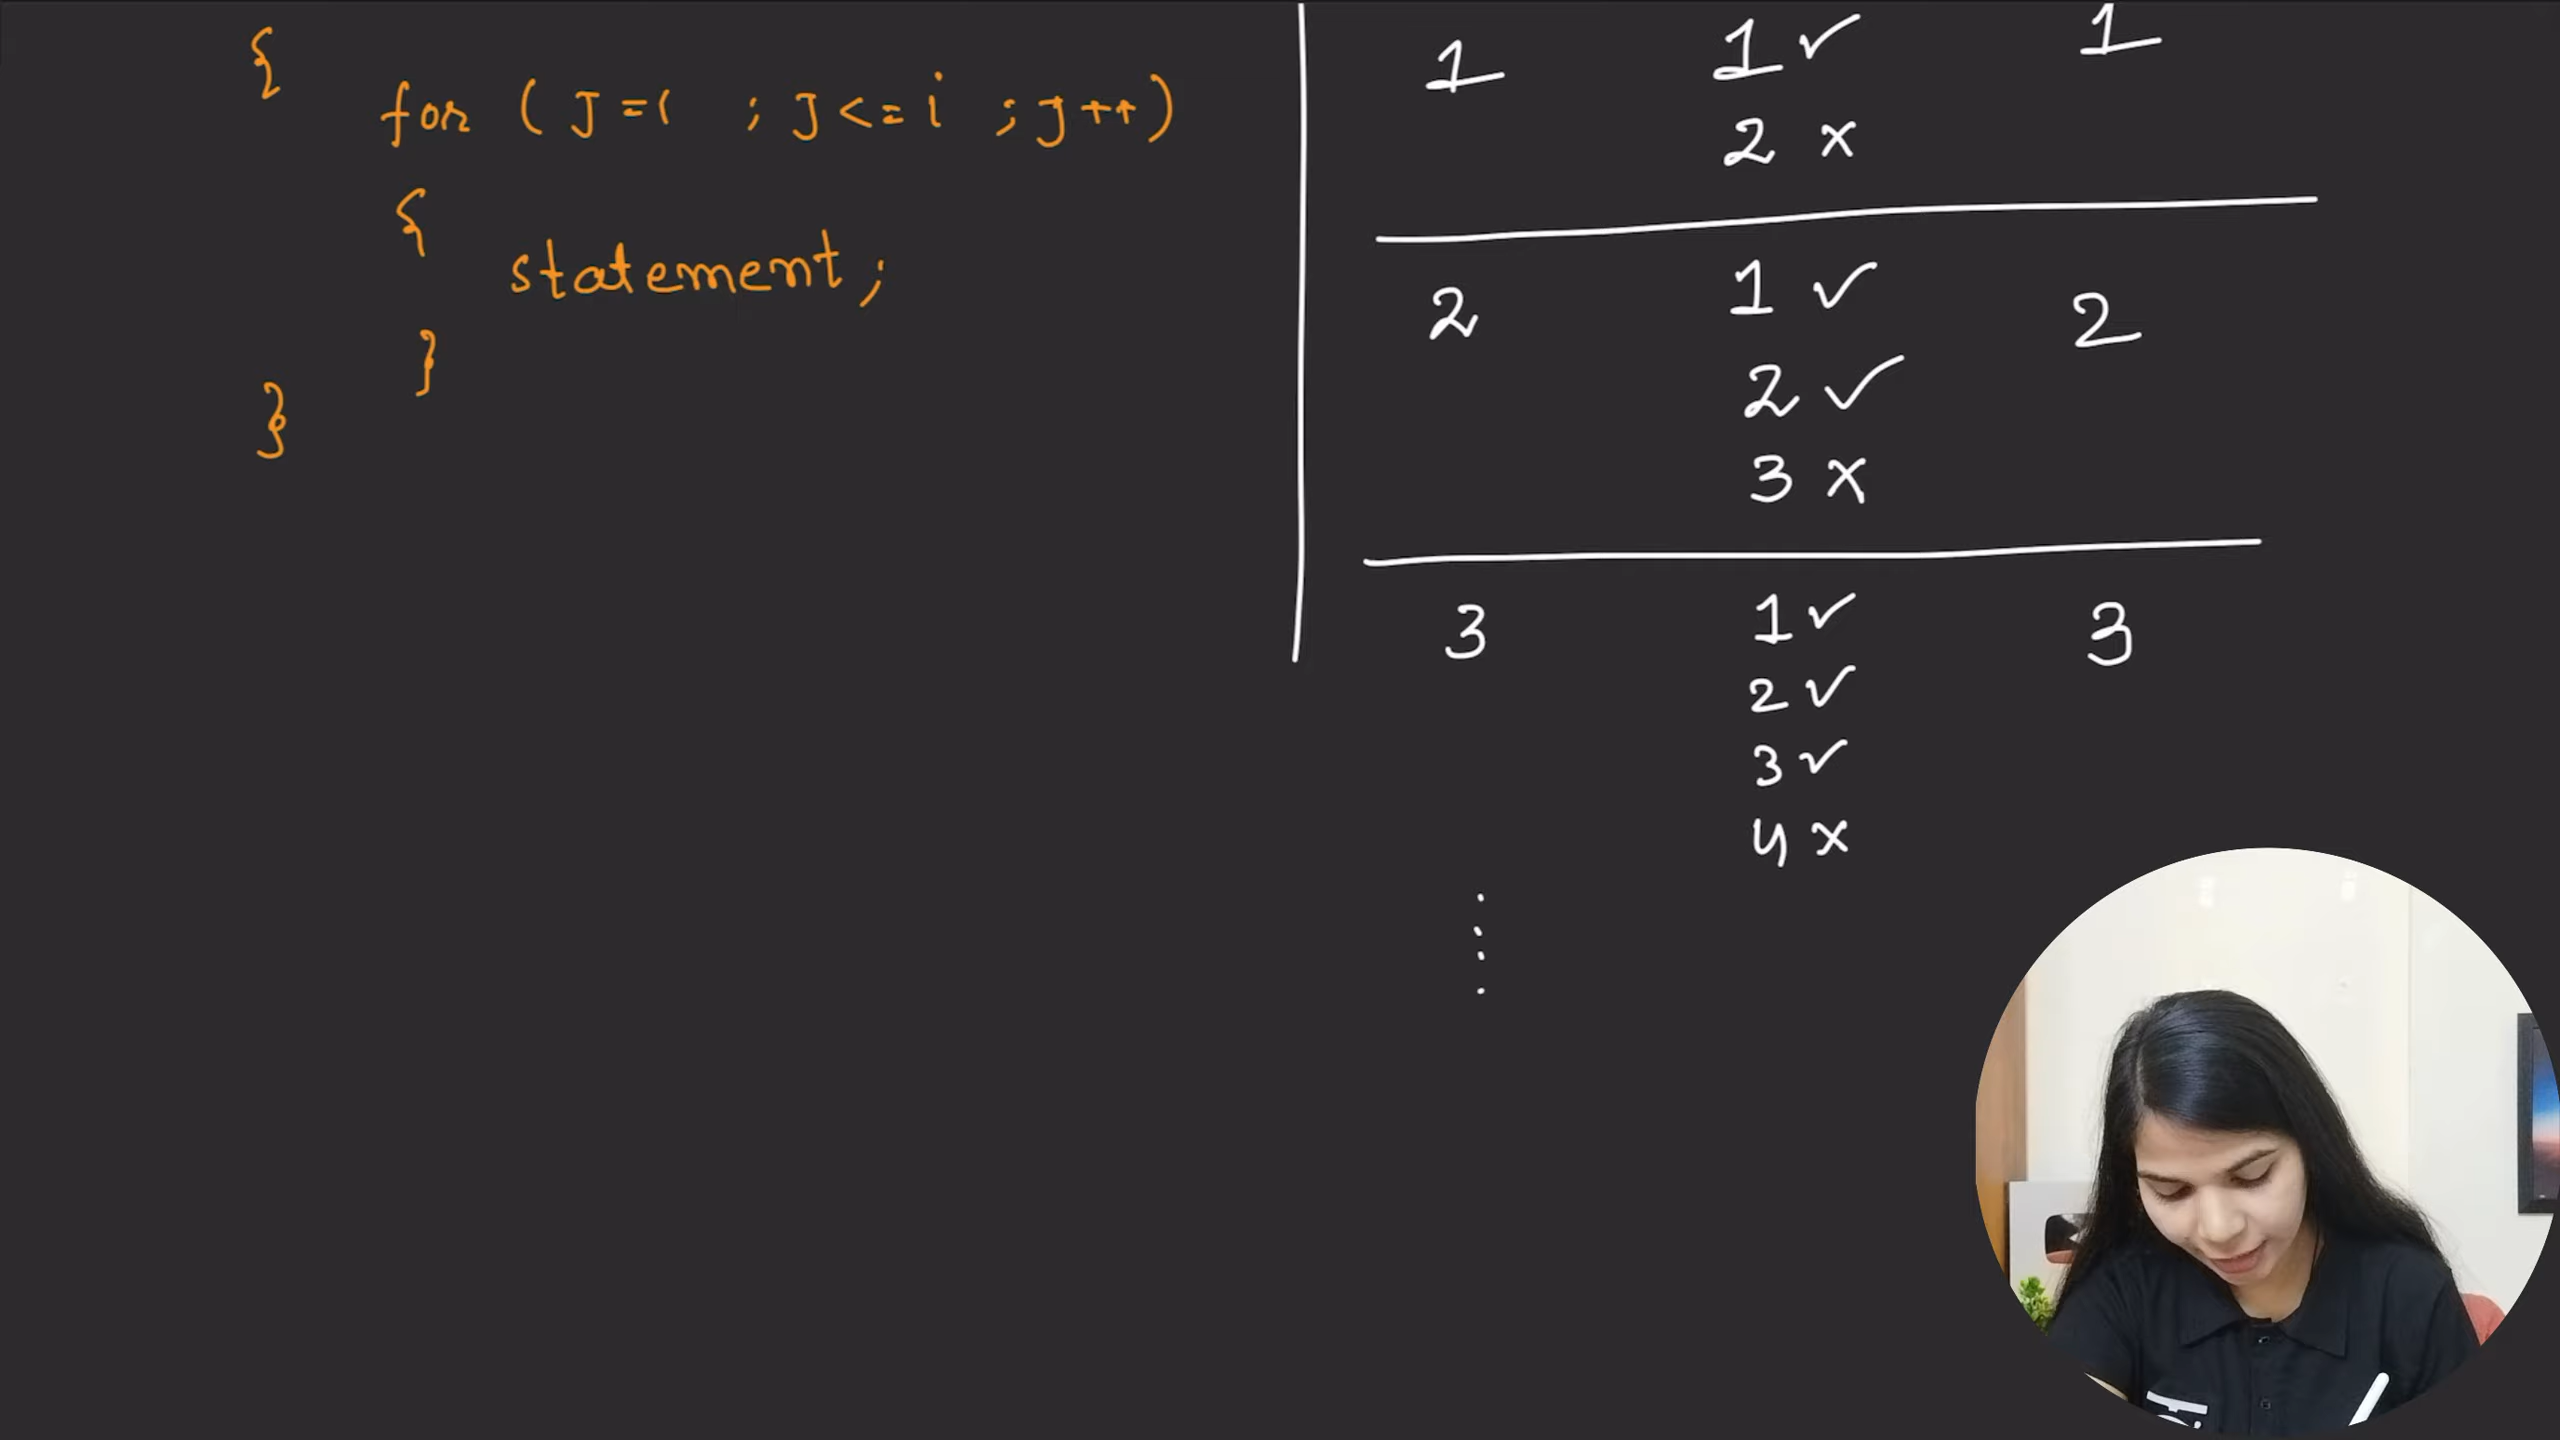 {
for ( J=1 ; J<=i ; J++)
{
statement;
}
}
1 1 ✓ 1
2 x
2 1 ✓ 2
2 ✓
3 x
3 1 ✓ 3
2 ✓
3 ✓
4 x